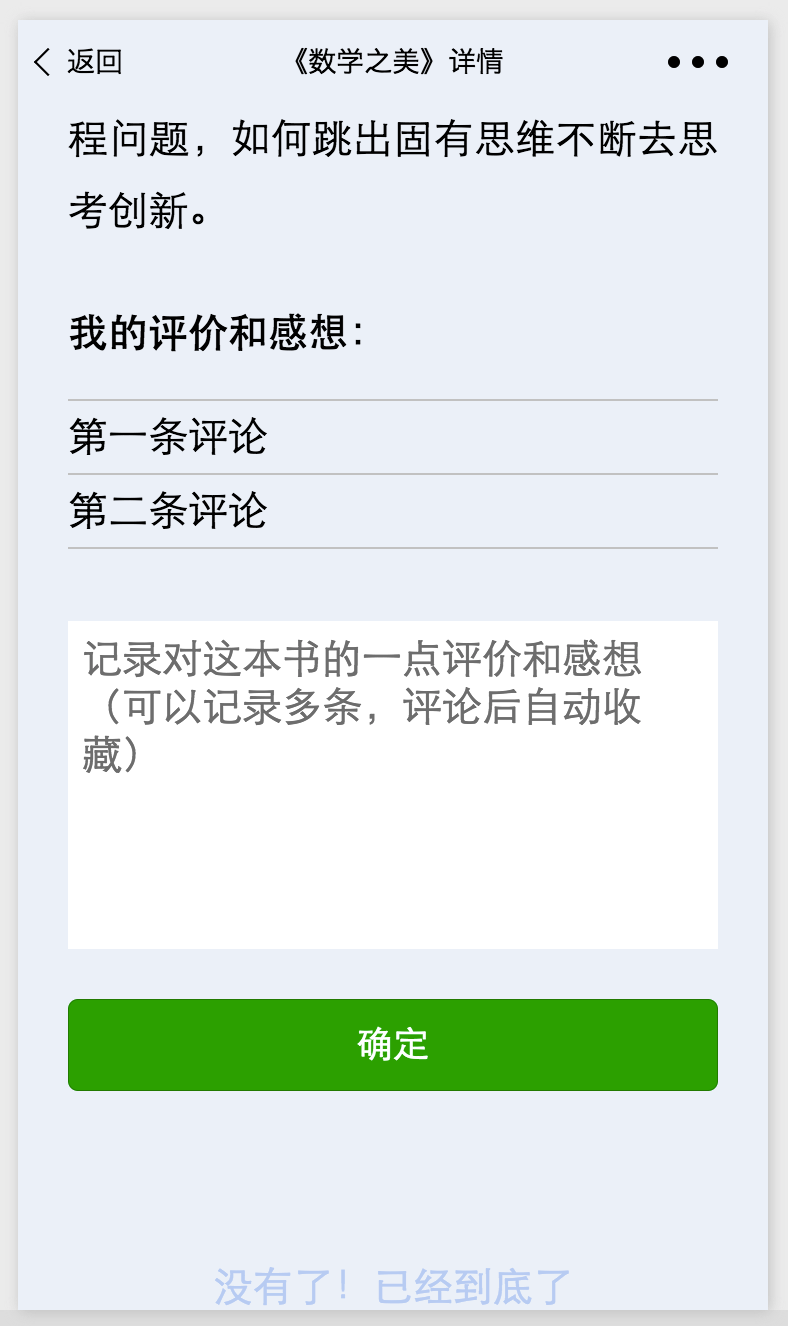 返回
《数学之美》详情
程问题，如何跳出固有思维不断去思
考创新。
我的评价和感想：
第一条评论
第二条评论
记录对这本书的一点评价和感想
（可以记录多条，评论后自动收
藏）
确定
没有了！已经到底了